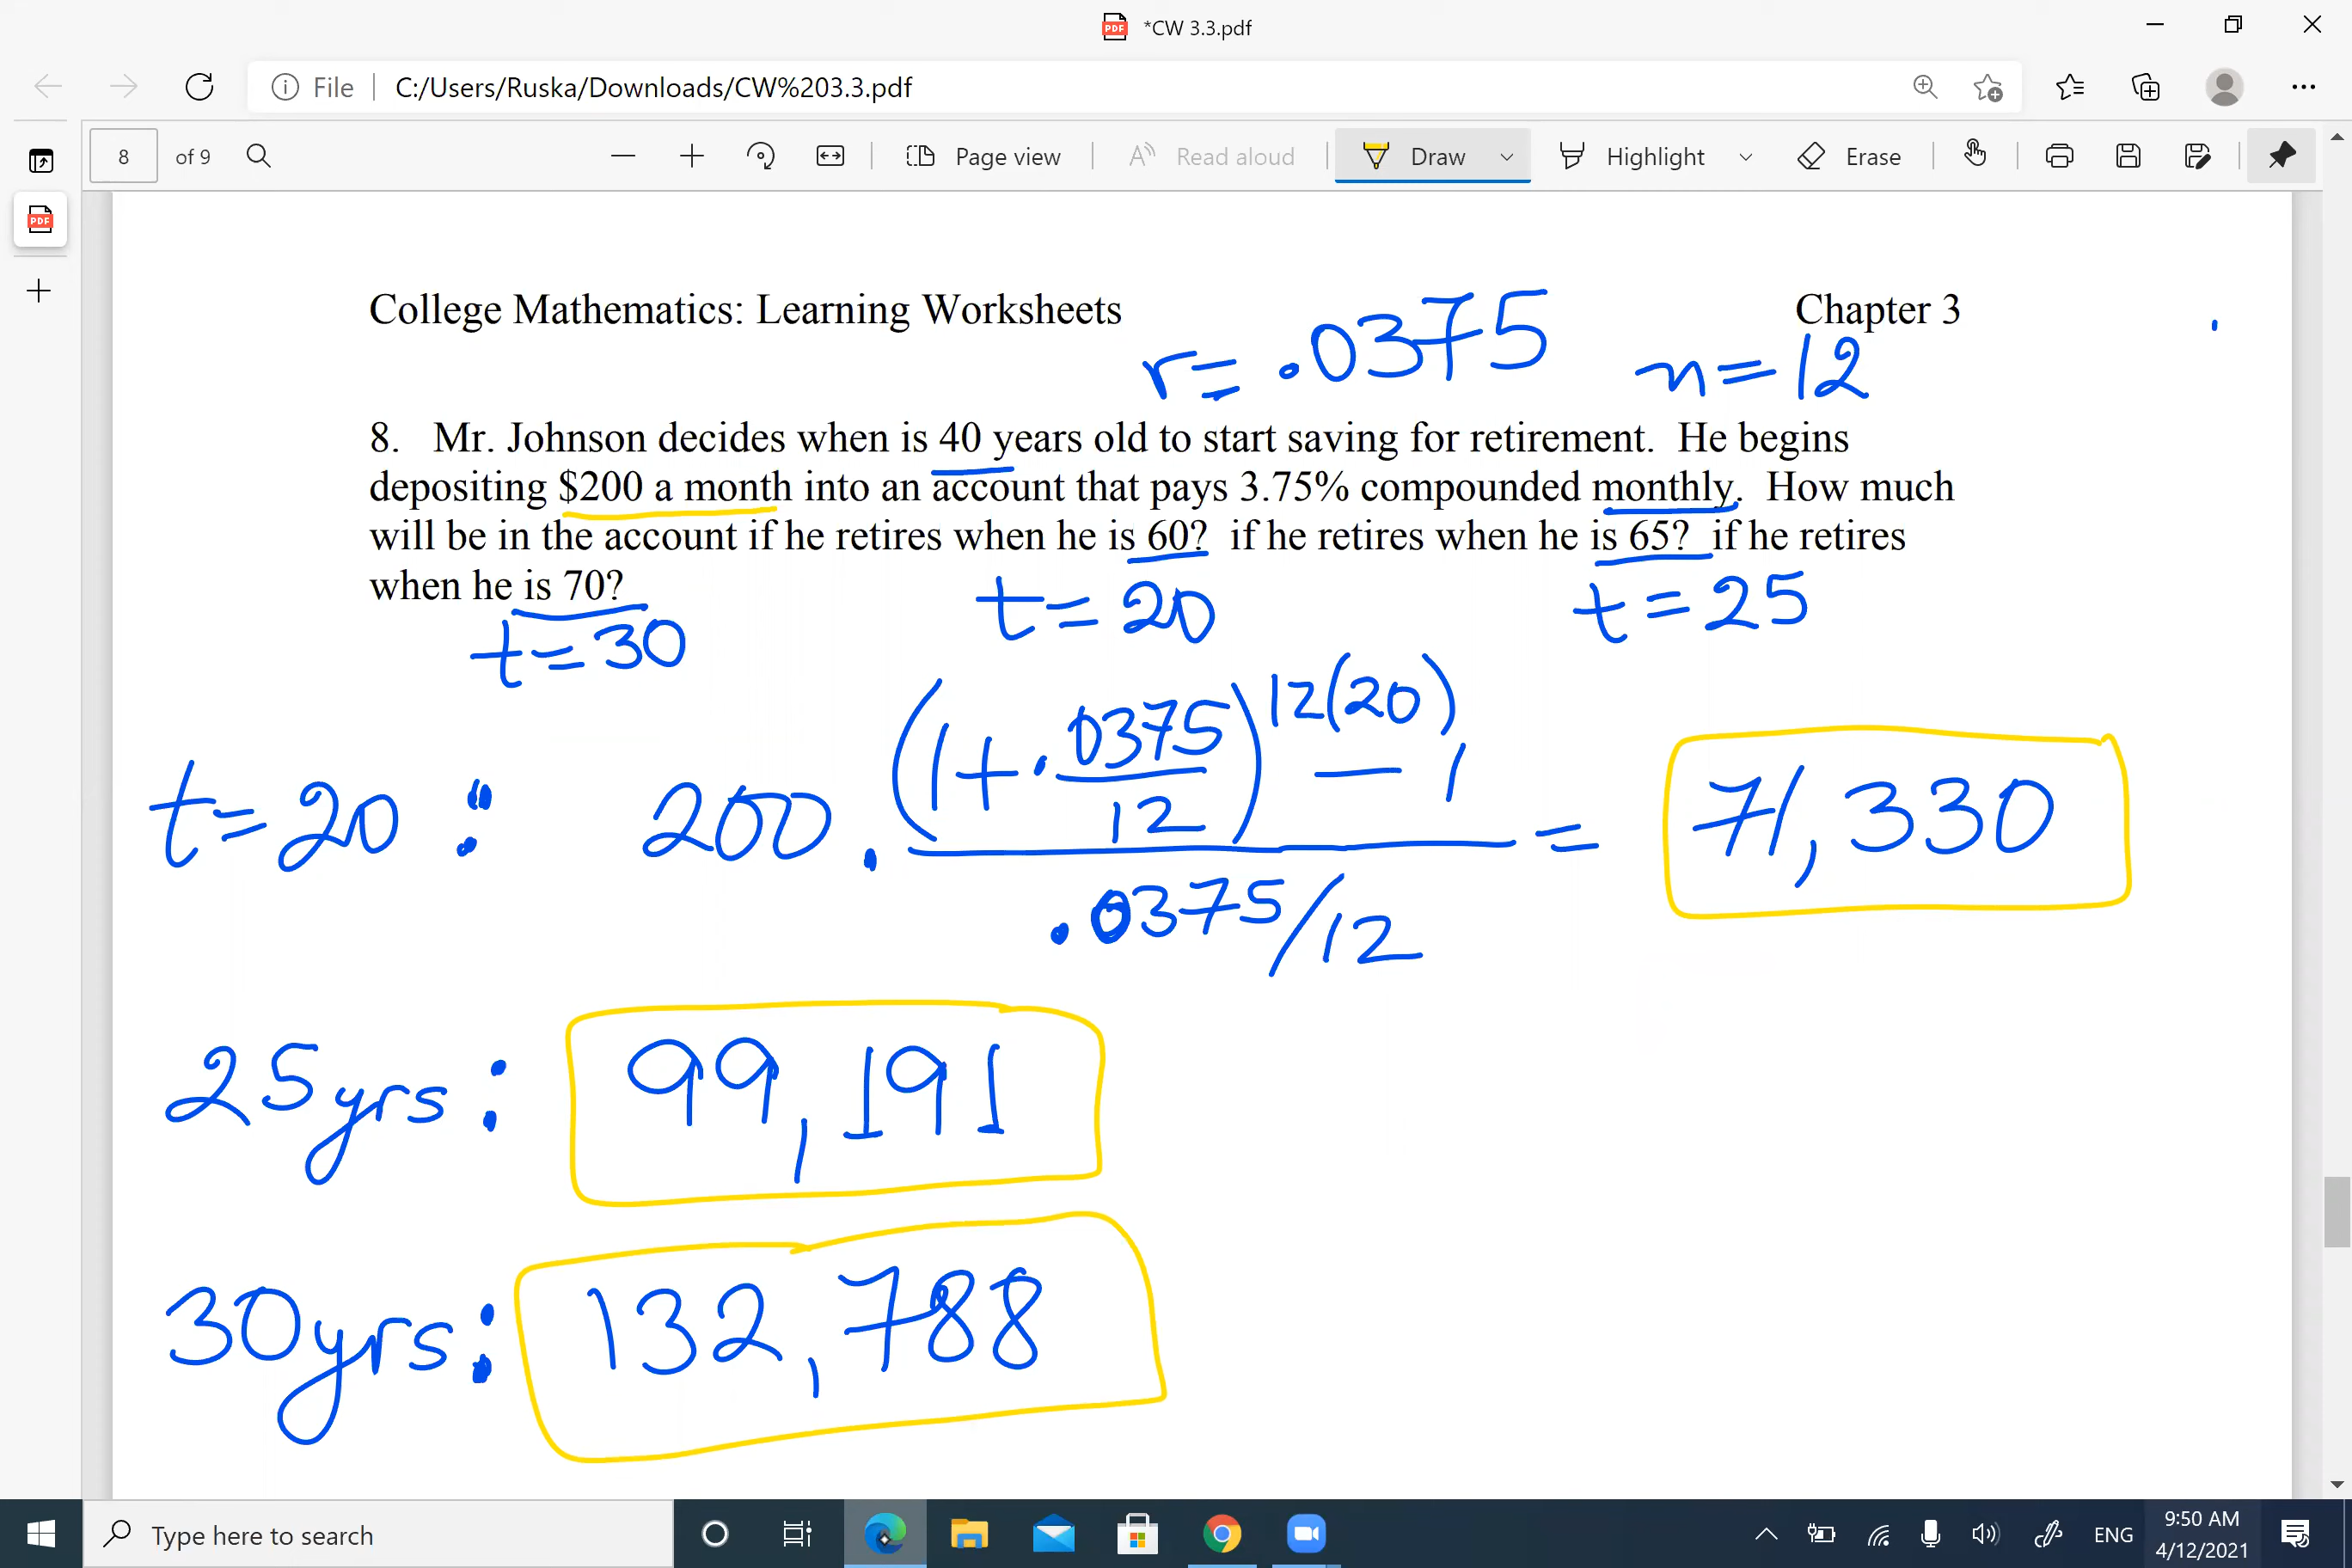 *CW 3.3.pdf
File | C:/Users/Ruska/Downloads/CW%203.3.pdf
8 of 9 Page view Read aloud Draw Highlight Erase
College Mathematics: Learning Worksheets Chapter 3
r= .0375 n=12
8. Mr. Johnson decides when is 40 years old to start saving for retirement. He begins
depositing $200 a month into an account that pays 3.75% compounded monthly. How much
will be in the account if he retires when he is 60? if he retires when he is 65? if he retires
when he is 70?
t=30 t=20 t=25
t=20: 200 · ((1+.0375/12)^12(20) - 1)/(.0375/12) = 71,330
25yrs: 99,191
30yrs: 132,788
Type here to search
ENG
9:50 AM
4/12/2021